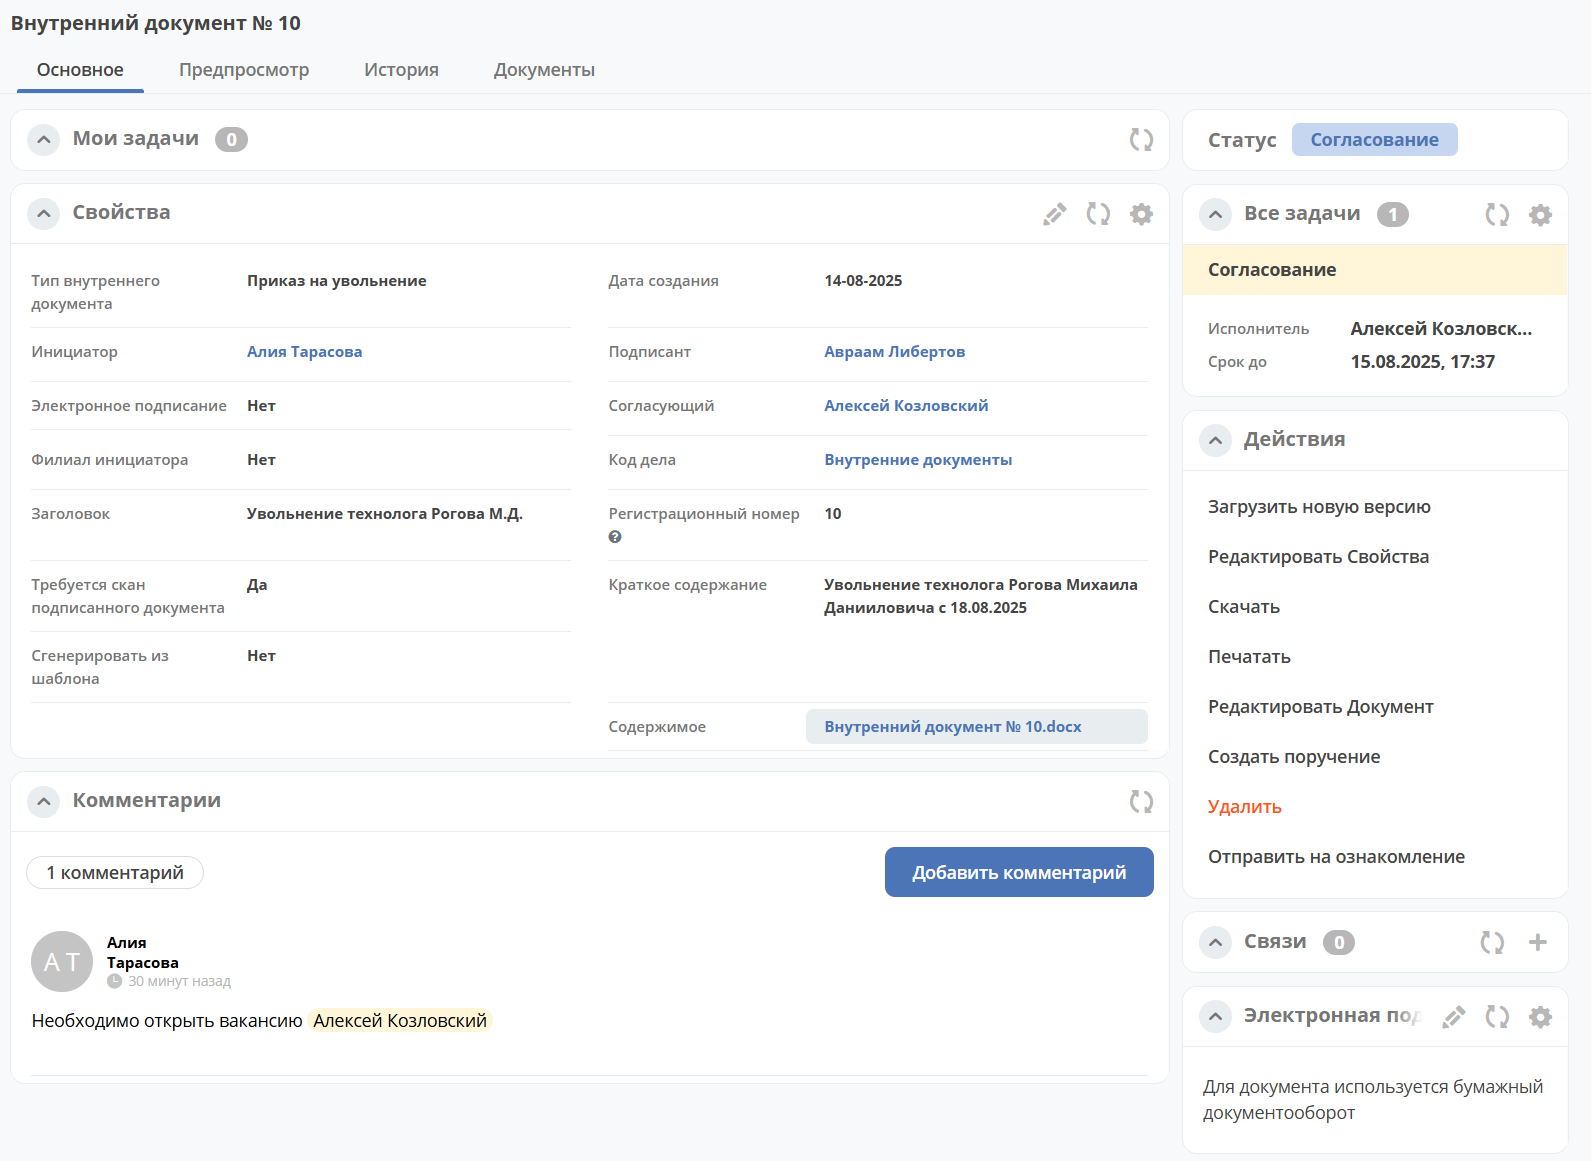 Внутренний документ № 10
Основное
Предпросмотр
История
Документы
Мои задачи 0
Свойства
Тип внутреннего
документа
Приказ на увольнение
Дата создания
14-08-2025
Инициатор
Алия Тарасова
Подписант
Авраам Либертов
Электронное подписание
Нет
Согласующий
Алексей Козловский
Филиал инициатора
Нет
Код дела
Внутренние документы
Заголовок
Увольнение технолога Рогова М.Д.
Регистрационный номер
?
10
Требуется скан
подписанного документа
Да
Краткое содержание
Увольнение технолога Рогова Михаила
Данииловича с 18.08.2025
Сгенерировать из
шаблона
Нет
Содержимое
Внутренний документ № 10.docx
Комментарии
1 комментарий
Добавить комментарий
АТ
Алия
Тарасова
30 минут назад
Необходимо открыть вакансию Алексей Козловский
Статус
Согласование
Все задачи 1
Согласование
Исполнитель
Алексей Козловск...
Срок до
15.08.2025, 17:37
Действия
Загрузить новую версию
Редактировать Свойства
Скачать
Печатать
Редактировать Документ
Создать поручение
Удалить
Отправить на ознакомление
Связи 0
Электронная под
Для документа используется бумажный
документооборот